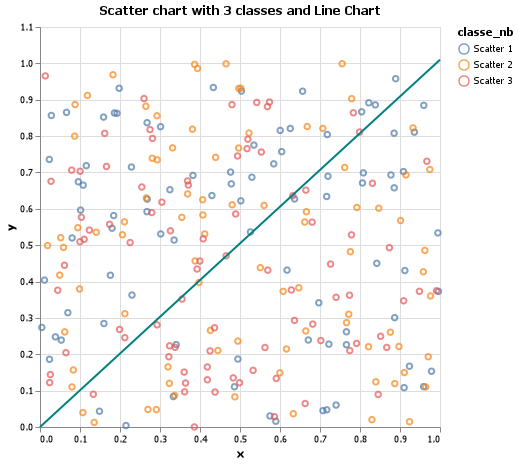 Scatter chart with 3 classes and Line Chart
classe_nb
Scatter 1
Scatter 2
Scatter 3
y
1.1
1.0
0.9
0.8
0.7
0.6
0.5
0.4
0.3
0.2
0.1
0.0
0.0 0.1 0.2 0.3 0.4 0.5 0.6 0.7 0.8 0.9 1.0
x